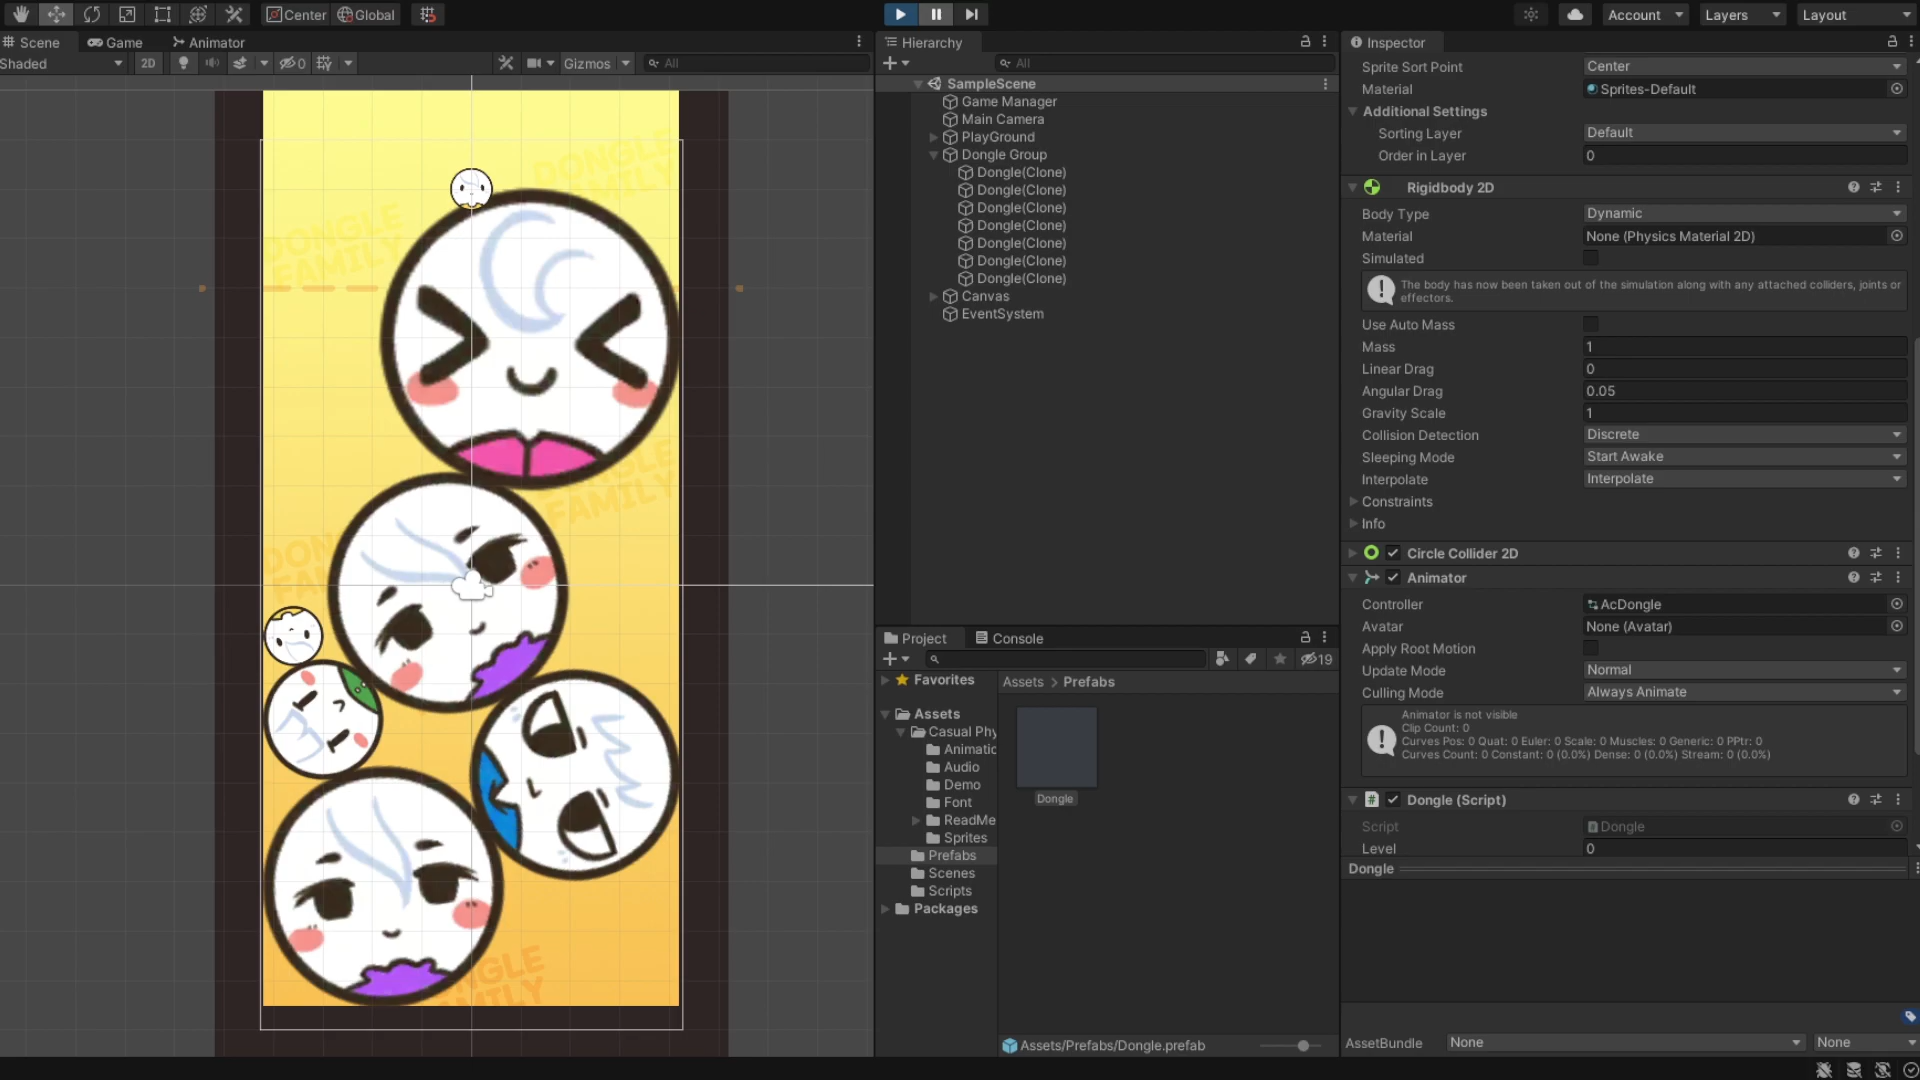 Center
Global
Account
Layers
Layout
Scene
Game
Animator
Shaded
2D
0
Gizmos
All
DONGLE
FAMILY
DONGLE
FAMILY
FAMILY
Hierarchy
All
SampleScene
Game Manager
Main Camera
PlayGround
Dongle Group
Dongle(Clone)
Dongle(Clone)
Dongle(Clone)
Dongle(Clone)
Dongle(Clone)
Dongle(Clone)
Dongle(Clone)
Canvas
EventSystem
Project
Console
19
Favorites
Assets
Casual Phy
Animatio
Audio
Demo
Font
ReadMe
Sprites
Prefabs
Scenes
Scripts
Packages
Assets > Prefabs
Dongle
Assets/Prefabs/Dongle.prefab
Inspector
Sprite Sort Point Center
Material Sprites-Default
Additional Settings
Sorting Layer Default
Order in Layer 0
Rigidbody 2D
Body Type Dynamic
Material None (Physics Material 2D)
Simulated
The body has now been taken out of the simulation along with any attached colliders, joints or
effectors.
Use Auto Mass
Mass 1
Linear Drag 0
Angular Drag 0.05
Gravity Scale 1
Collision Detection Discrete
Sleeping Mode Start Awake
Interpolate Interpolate
Constraints
Info
Circle Collider 2D
Animator
Controller AcDongle
Avatar None (Avatar)
Apply Root Motion
Update Mode Normal
Culling Mode Always Animate
Animator is not visible
Clip Count: 0
Curves Pos: 0 Quat: 0 Euler: 0 Scale: 0 Muscles: 0 Generic: 0 PPtr: 0
Curves Count: 0 Constant: 0 (0.0%) Dense: 0 (0.0%) Stream: 0 (0.0%)
Dongle (Script)
Script Dongle
Level 0
Dongle
AssetBundle None None